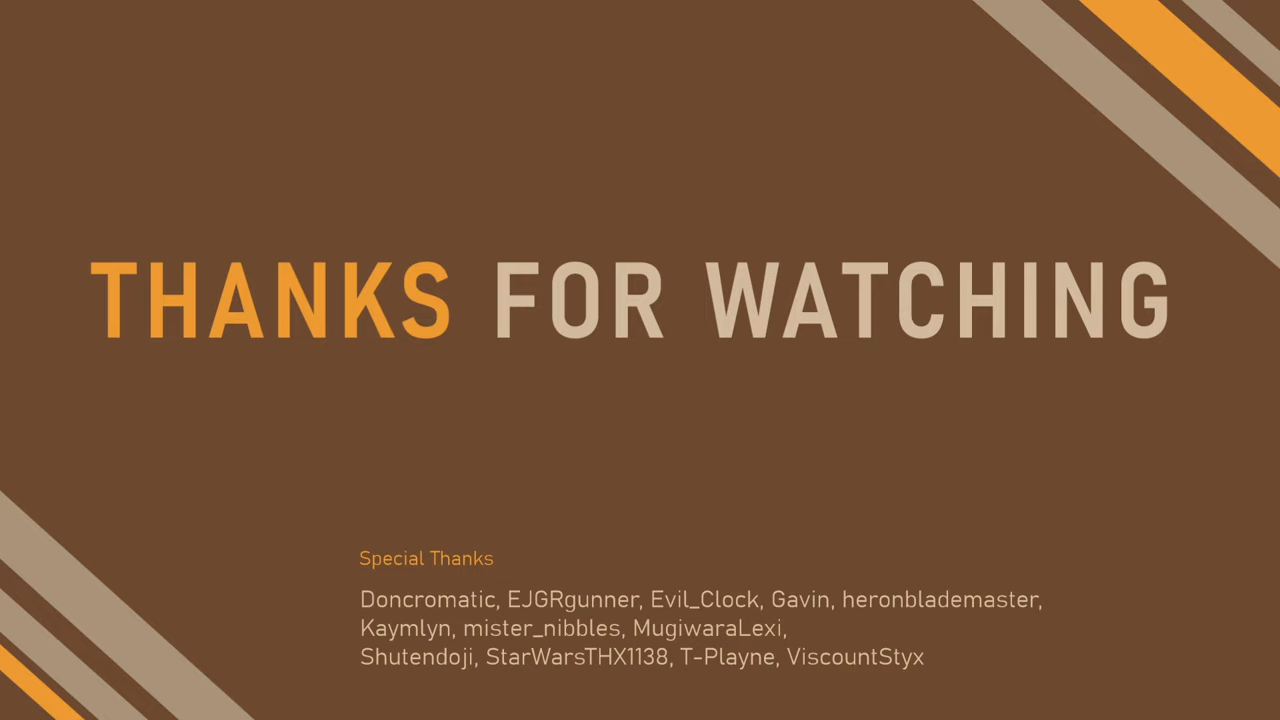 THANKS FOR WATCHING
Special Thanks
Doncromatic, EJGRgunner, Evil_Clock, Gavin, heronblademaster,
Kaymlyn, mister_nibbles, MugiwaraLexi,
Shutendoji, StarWarsTHX1138, T-Playne, ViscountStyx